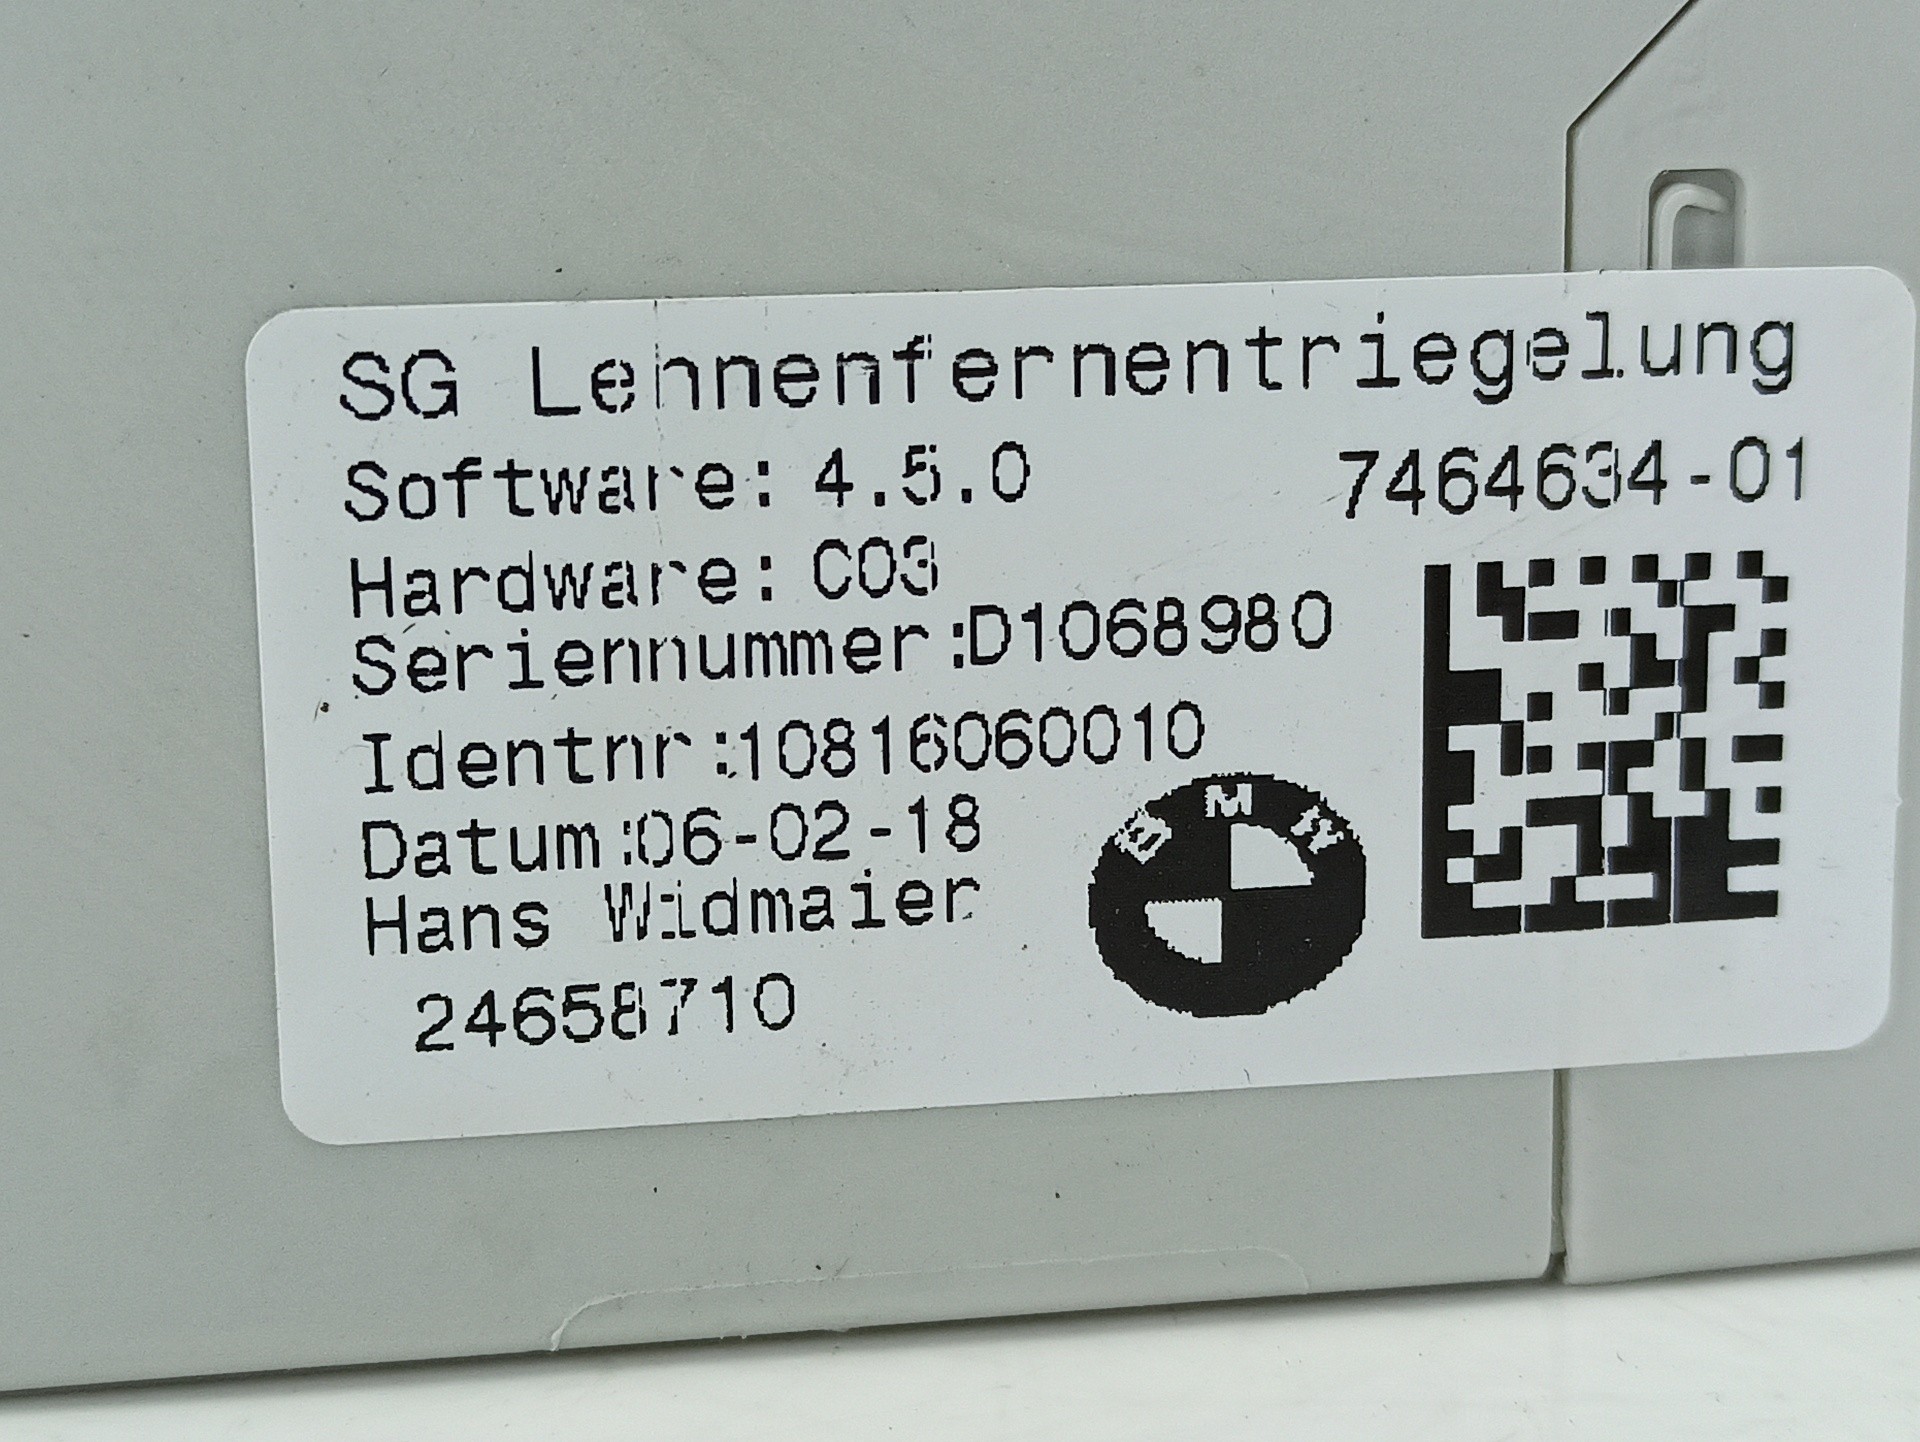 SG Lehnenfernentriegelung
Software: 4.5.0 7464634-01
Hardware: C03
Seriennummer:D1068980
Identnr:10816060010
Datum:06-02-18
Hans Widmaier
BMW
24658710